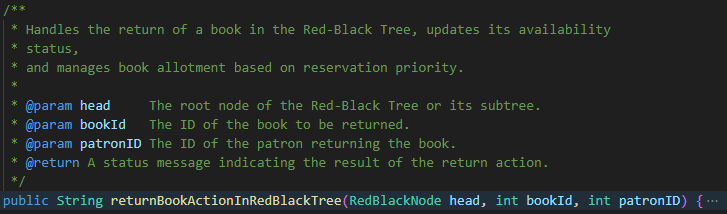 /**
* Handles the return of a book in the Red-Black Tree, updates its availability
* status,
* and manages book allotment based on reservation priority.
*
* @param head     The root node of the Red-Black Tree or its subtree.
* @param bookId   The ID of the book to be returned.
* @param patronID The ID of the patron returning the book.
* @return A status message indicating the result of the return action.
*/
public String returnBookActionInRedBlackTree(RedBlackNode head, int bookId, int patronID) {···